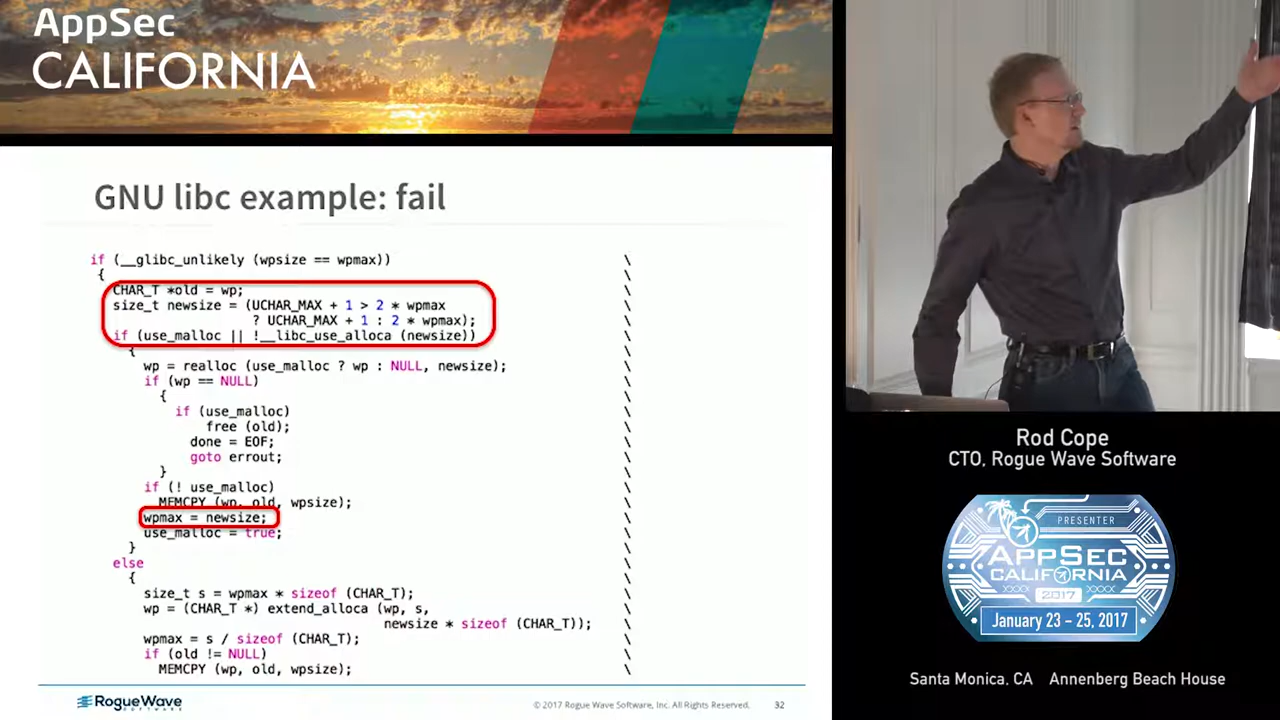 AppSec
CALIFORNIA
GNU libc example: fail
if (__glibc_unlikely (wpsize == wpmax)) \
{ \
CHAR_T *old = wp; \
size_t newsize = (UCHAR_MAX + 1 > 2 * wpmax \
? UCHAR_MAX + 1 : 2 * wpmax); \
if (use_malloc || !__libc_use_alloca (newsize)) \
{ \
wp = realloc (use_malloc ? wp : NULL, newsize); \
if (wp == NULL) \
{ \
if (use_malloc) \
free (old); \
done = EOF; \
goto errout; \
} \
if (! use_malloc) \
MEMCPY (wp, old, wpsize); \
wpmax = newsize; \
use_malloc = true; \
} \
else \
{ \
size_t s = wpmax * sizeof (CHAR_T); \
wp = (CHAR_T *) extend_alloca (wp, s, \
newsize * sizeof (CHAR_T)); \
wpmax = s / sizeof (CHAR_T); \
if (old != NULL) \
MEMCPY (wp, old, wpsize); \
RogueWave
SOFTWARE
© 2017 Rogue Wave Software, Inc. All Rights Reserved. 32
Rod Cope
CTO, Rogue Wave Software
PRESENTER
APPSEC
CALIFORNIA
2017
January 23 – 25, 2017
Santa Monica, CA Annenberg Beach House